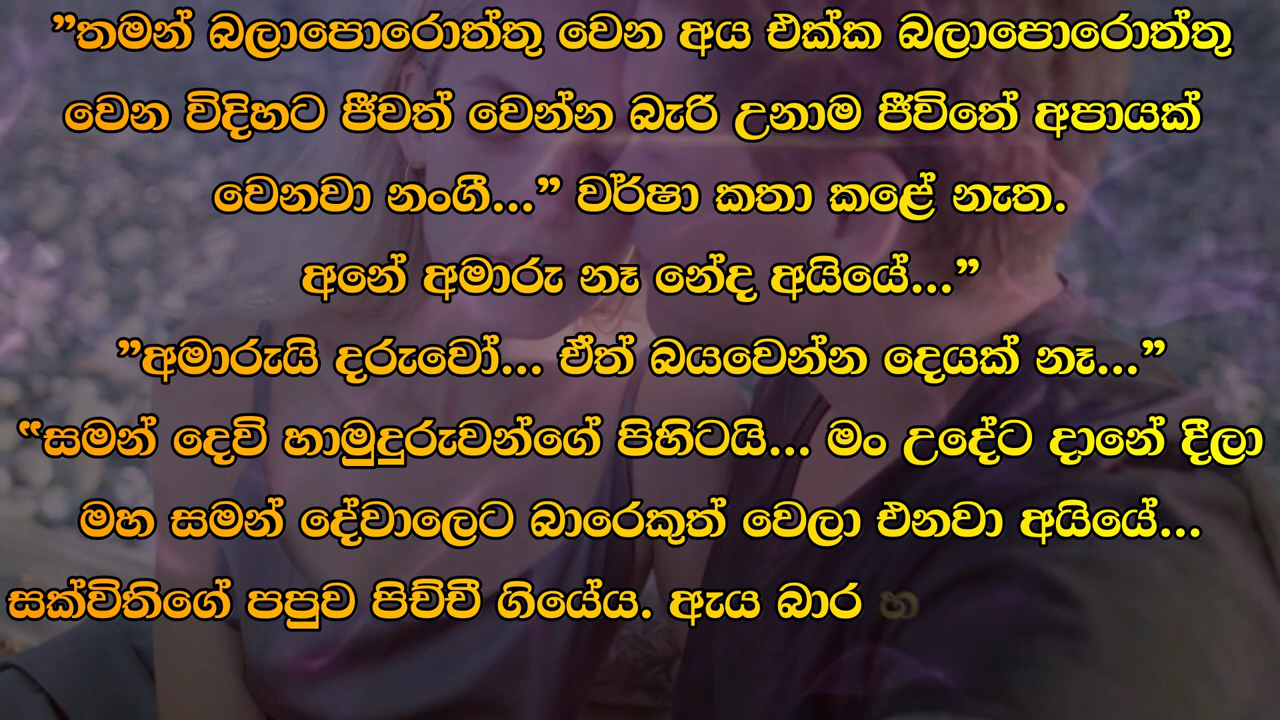 ”තමන් බලාපොරොත්තු වෙන අය එක්ක බලාපොරොත්තු
වෙන විදිහට ජීවත් වෙන්න බැරි උනාම ජීවිතේ අපායක්
වෙනවා නංගී...” වර්ෂා කතා කළේ නැත.
අනේ අමාරු නෑ නේද අයියේ...”
”අමාරුයි දරුවෝ... ඒත් බයවෙන්න දෙයක් නෑ...”
“සමන් දෙවි හාමුදුරුවන්ගේ පිහිටයි... මං උදේට දානේ දීලා
මහ සමන් දේවාලෙට බාරෙකුත් වෙලා එනවා අයියේ...
සක්විතිගේ පපුව පිච්චී ගියේය. ඇය බාර හ